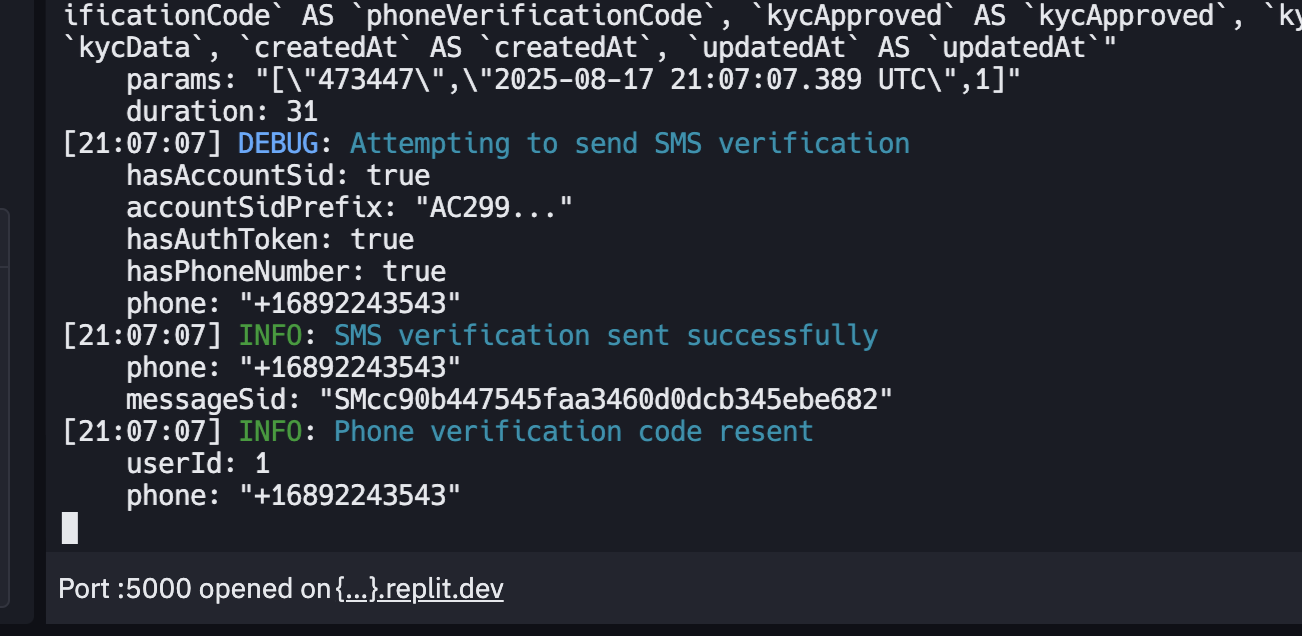 ificationCode` AS `phoneVerificationCode`, `kycApproved` AS `kycApproved`, `ky
`kycData`, `createdAt` AS `createdAt`, `updatedAt` AS `updatedAt`"
params: "[\"473447\",\"2025-08-17 21:07:07.389 UTC\",1]"
duration: 31
[21:07:07] DEBUG: Attempting to send SMS verification
hasAccountSid: true
accountSidPrefix: "AC299..."
hasAuthToken: true
hasPhoneNumber: true
phone: "+16892243543"
[21:07:07] INFO: SMS verification sent successfully
phone: "+16892243543"
messageSid: "SMcc90b447545faa3460d0dcb345ebe682"
[21:07:07] INFO: Phone verification code resent
userId: 1
phone: "+16892243543"
Port :5000 opened on {...}.replit.dev